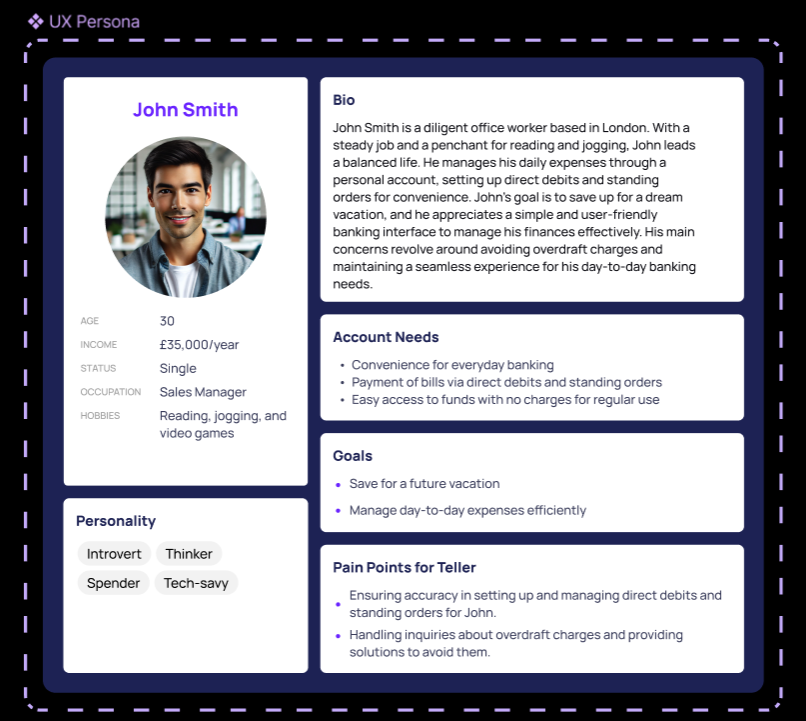 UX Persona
John Smith
AGE 30
INCOME £35,000/year
STATUS Single
OCCUPATION Sales Manager
HOBBIES Reading, jogging, and
video games
Personality
Introvert Thinker
Spender Tech-savy
Bio
John Smith is a diligent office worker based in London. With a
steady job and a penchant for reading and jogging, John leads
a balanced life. He manages his daily expenses through a
personal account, setting up direct debits and standing
orders for convenience. John's goal is to save up for a dream
vacation, and he appreciates a simple and user-friendly
banking interface to manage his finances effectively. His main
concerns revolve around avoiding overdraft charges and
maintaining a seamless experience for his day-to-day banking
needs.
Account Needs
• Convenience for everyday banking
• Payment of bills via direct debits and standing orders
• Easy access to funds with no charges for regular use
Goals
• Save for a future vacation
• Manage day-to-day expenses efficiently
Pain Points for Teller
• Ensuring accuracy in setting up and managing direct debits and
standing orders for John.
• Handling inquiries about overdraft charges and providing
solutions to avoid them.